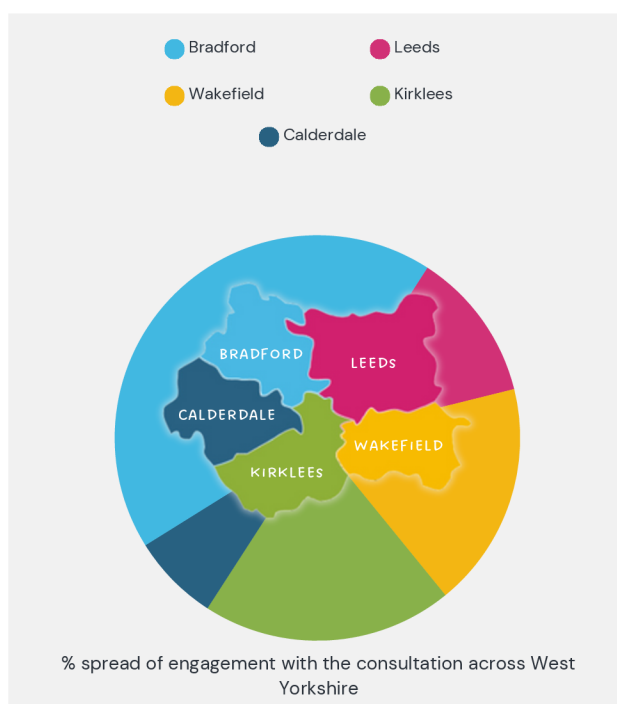 Bradford
Leeds
Wakefield
Kirklees
Calderdale
BRADFORD
LEEDS
CALDERDALE
WAKEFIELD
KIRKLEES
% spread of engagement with the consultation across West
Yorkshire